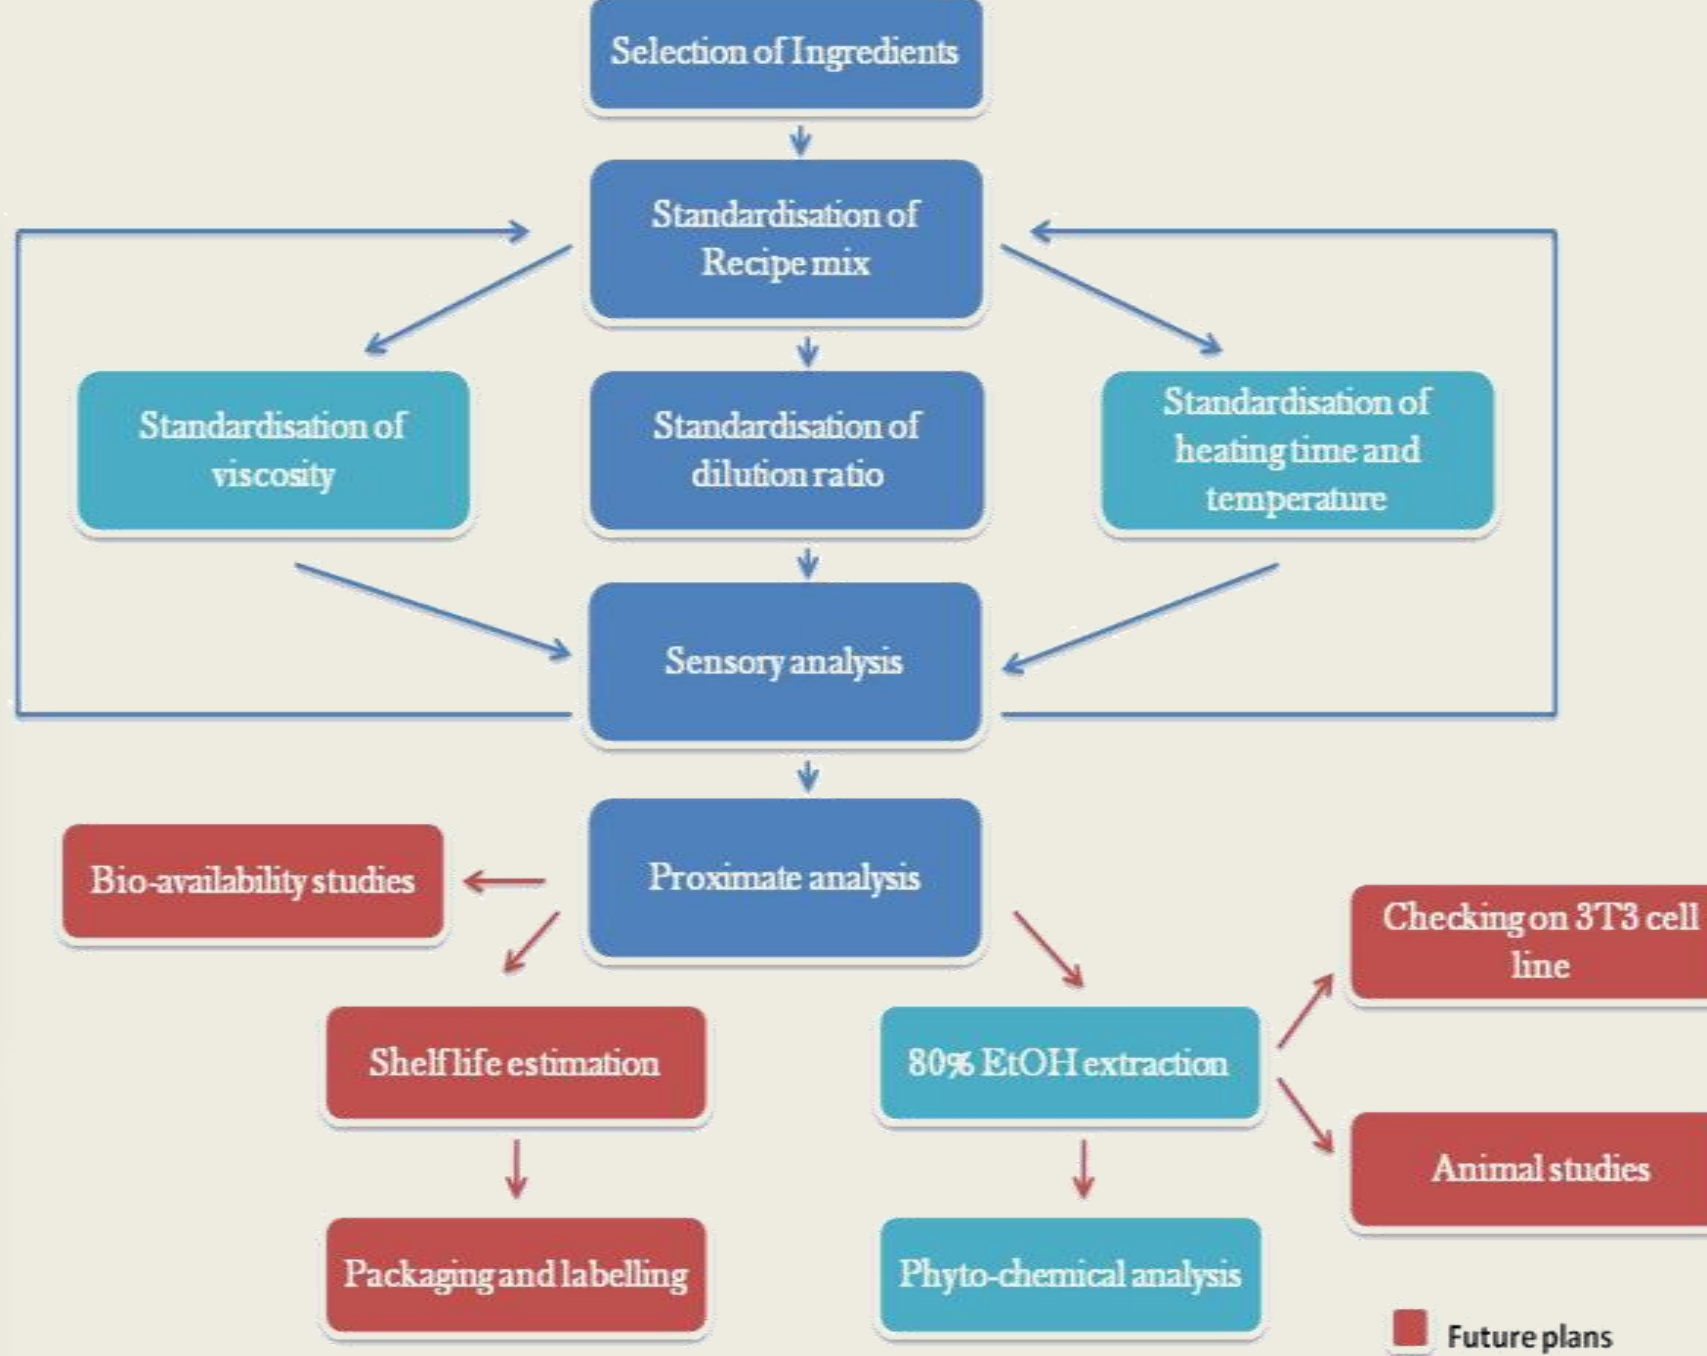 Selection of Ingredients
Standardisation of
Recipe mix
Standardisation of
viscosity
Standardisation of
dilution ratio
Standardisation of
heating time and
temperature
Sensory analysis
Proximate analysis
Bio-availability studies
Checking on 3T3 cell
line
Shelf life estimation
80% EtOH extraction
Animal studies
Packaging and labelling
Phyto-chemical analysis
Future plans